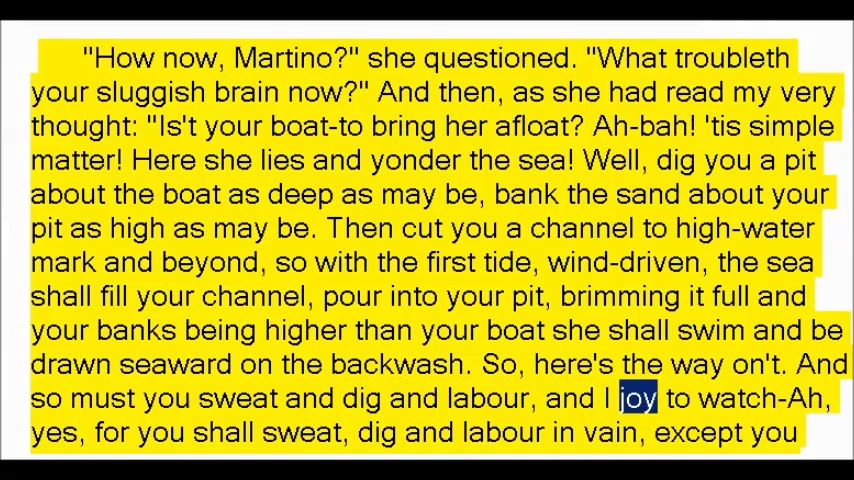 "How now, Martino?" she questioned. "What troubleth
your sluggish brain now?" And then, as she had read my very
thought: "Is't your boat-to bring her afloat? Ah-bah! 'tis simple
matter! Here she lies and yonder the sea! Well, dig you a pit
about the boat as deep as may be, bank the sand about your
pit as high as may be. Then cut you a channel to high-water
mark and beyond, so with the first tide, wind-driven, the sea
shall fill your channel, pour into your pit, brimming it full and
your banks being higher than your boat she shall swim and be
drawn seaward on the backwash. So, here's the way on't. And
so must you sweat and dig and labour, and I joy to watch-Ah,
yes, for you shall sweat, dig and labour in vain, except you